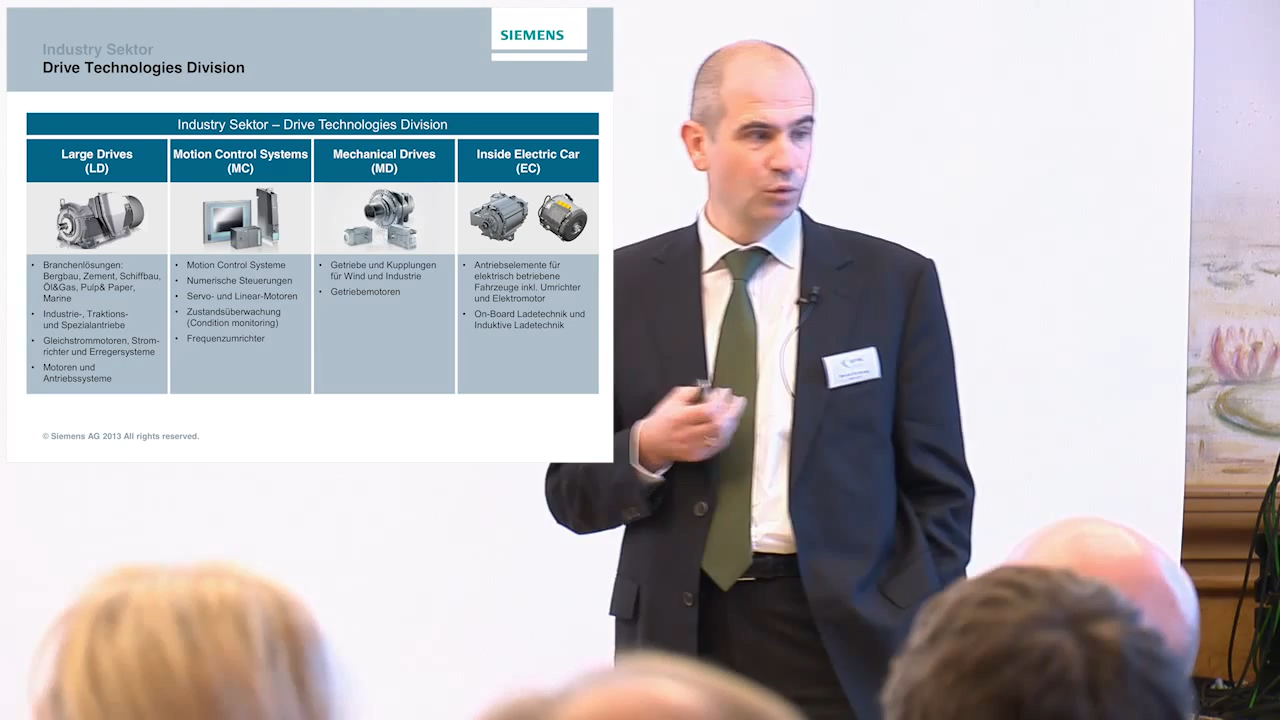 Industry Sektor
Drive Technologies Division
SIEMENS
Industry Sektor – Drive Technologies Division
Large Drives
(LD)
Motion Control Systems
(MC)
Mechanical Drives
(MD)
Inside Electric Car
(EC)
• Branchenlösungen:
Bergbau, Zement, Schiffbau,
Öl&Gas, Pulp& Paper,
Marine
• Industrie-, Traktions-
und Spezialantriebe
• Gleichstrommotoren, Strom-
richter und Erregersysteme
• Motoren und
Antriebssysteme
• Motion Control Systeme
• Numerische Steuerungen
• Servo- und Linear-Motoren
• Zustandsüberwachung
(Condition monitoring)
• Frequenzumrichter
• Getriebe und Kupplungen
für Wind und Industrie
• Getriebemotoren
• Antriebselemente für
elektrisch betriebene
Fahrzeuge inkl. Umrichter
und Elektromotor
• On-Board Ladetechnik und
Induktive Ladetechnik
© Siemens AG 2013 All rights reserved.